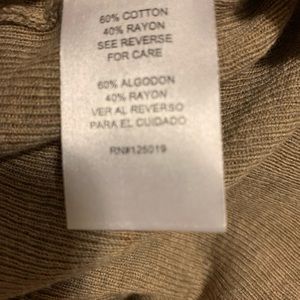 60% COTTON
40% RAYON
SEE REVERSE
FOR CARE
60% ALGODON
40% RAYON
VER AL REVERSO
PARA EL CUIDADO
RN#125019